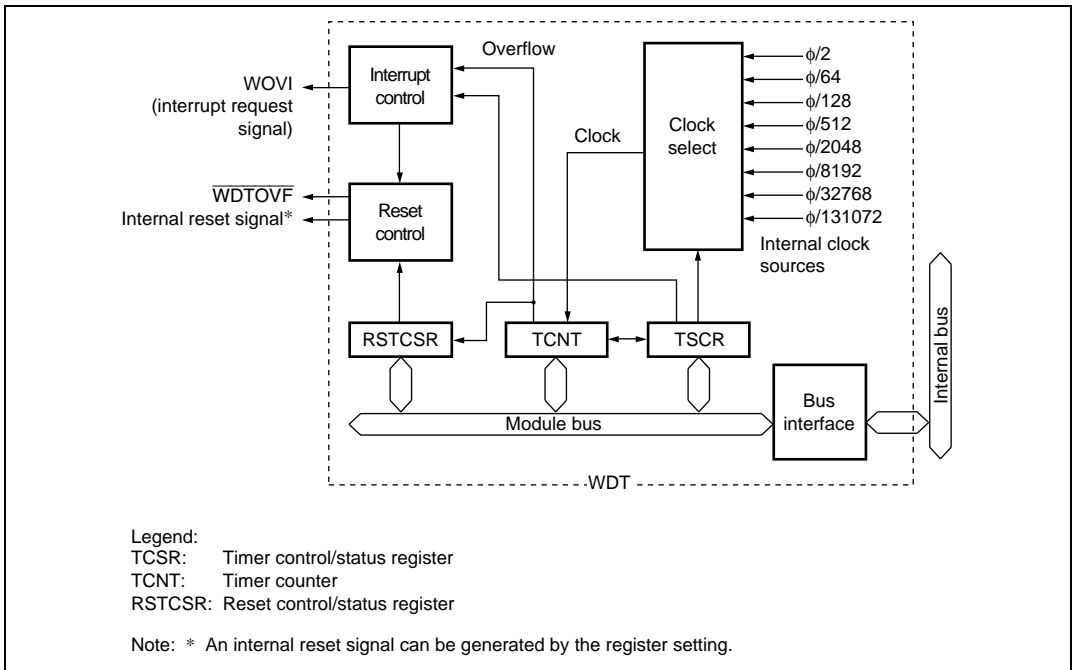 Overflow
Interrupt
control
WOVI
(interrupt request
signal)
WDTOVF
Internal reset signal*
Reset
control
Clock
Clock
select
ϕ/2
ϕ/64
ϕ/128
ϕ/512
ϕ/2048
ϕ/8192
ϕ/32768
ϕ/131072
Internal clock
sources
RSTCSR
TCNT
TSCR
Module bus
Bus
interface
Internal bus
WDT
Legend:
TCSR: Timer control/status register
TCNT: Timer counter
RSTCSR: Reset control/status register
Note: * An internal reset signal can be generated by the register setting.